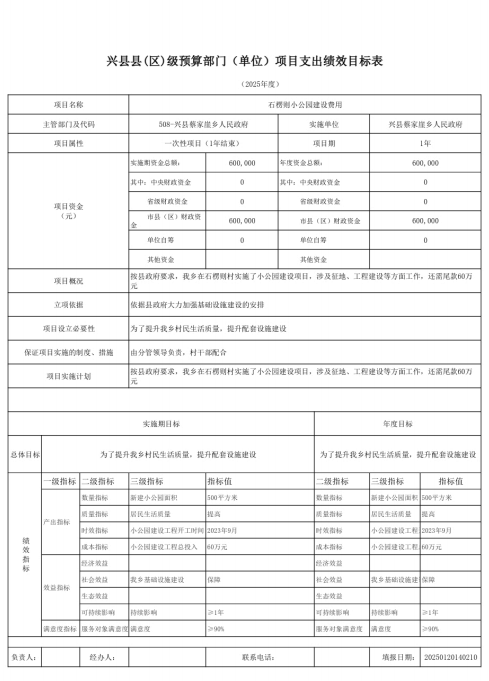 兴县县(区)级预算部门（单位）项目支出绩效目标表
（2025年度）
项目名称 石楞则小公园建设费用
主管部门及代码 508-兴县蔡家崖乡人民政府 实施单位 兴县蔡家崖乡人民政府
项目属性 一次性项目（1年结束） 项目期 1年
项目资金（元）
实施期资金总额： 600,000 年度资金总额： 600,000
其中：中央财政资金 0 其中：中央财政资金 0
省级财政资金 0 省级财政资金 0
市县（区）财政资金 600,000 市县（区）财政资金 600,000
单位自筹 0 单位自筹 0
其他资金 其他资金
项目概况 按县政府要求，我乡在石楞则村实施了小公园建设项目，涉及征地、工程建设等方面工作，还需尾款60万元
立项依据 依据县政府大力加强基础设施建设的安排
项目设立必要性 为了提升我乡村民生活质量，提升配套设施建设
保证项目实施的制度、措施 由分管领导负责，村干部配合
项目实施计划 按县政府要求，我乡在石楞则村实施了小公园建设项目，涉及征地、工程建设等方面工作，还需尾款60万元
实施期目标 年度目标
总体目标 为了提升我乡村民生活质量，提升配套设施建设 为了提升我乡村民生活质量，提升配套设施建设
绩效指标
一级指标 二级指标 三级指标 指标值 二级指标 三级指标 指标值
产出指标
数量指标 新建小公园面积 500平方米 数量指标 新建小公园面积 500平方米
质量指标 居民生活质量 提高 质量指标 居民生活质量 提高
时效指标 小公园建设工程开工时间 2023年9月 时效指标 小公园建设工程 2023年9月
成本指标 小公园建设工程总投入 60万元 成本指标 小公园建设工程 60万元
效益指标
经济效益 经济效益
社会效益 我乡基础设施建设 保障 社会效益 我乡基础设施建 保障
生态效益 生态效益
可持续影响 持续影响 ≥1年 可持续影响 持续影响 ≥1年
满意度指标 服务对象满意度 满意度 ≥90% 服务对象满意度 满意度 ≥90%
负责人： 经办人： 联系电话： 填报日期： 20250120140210